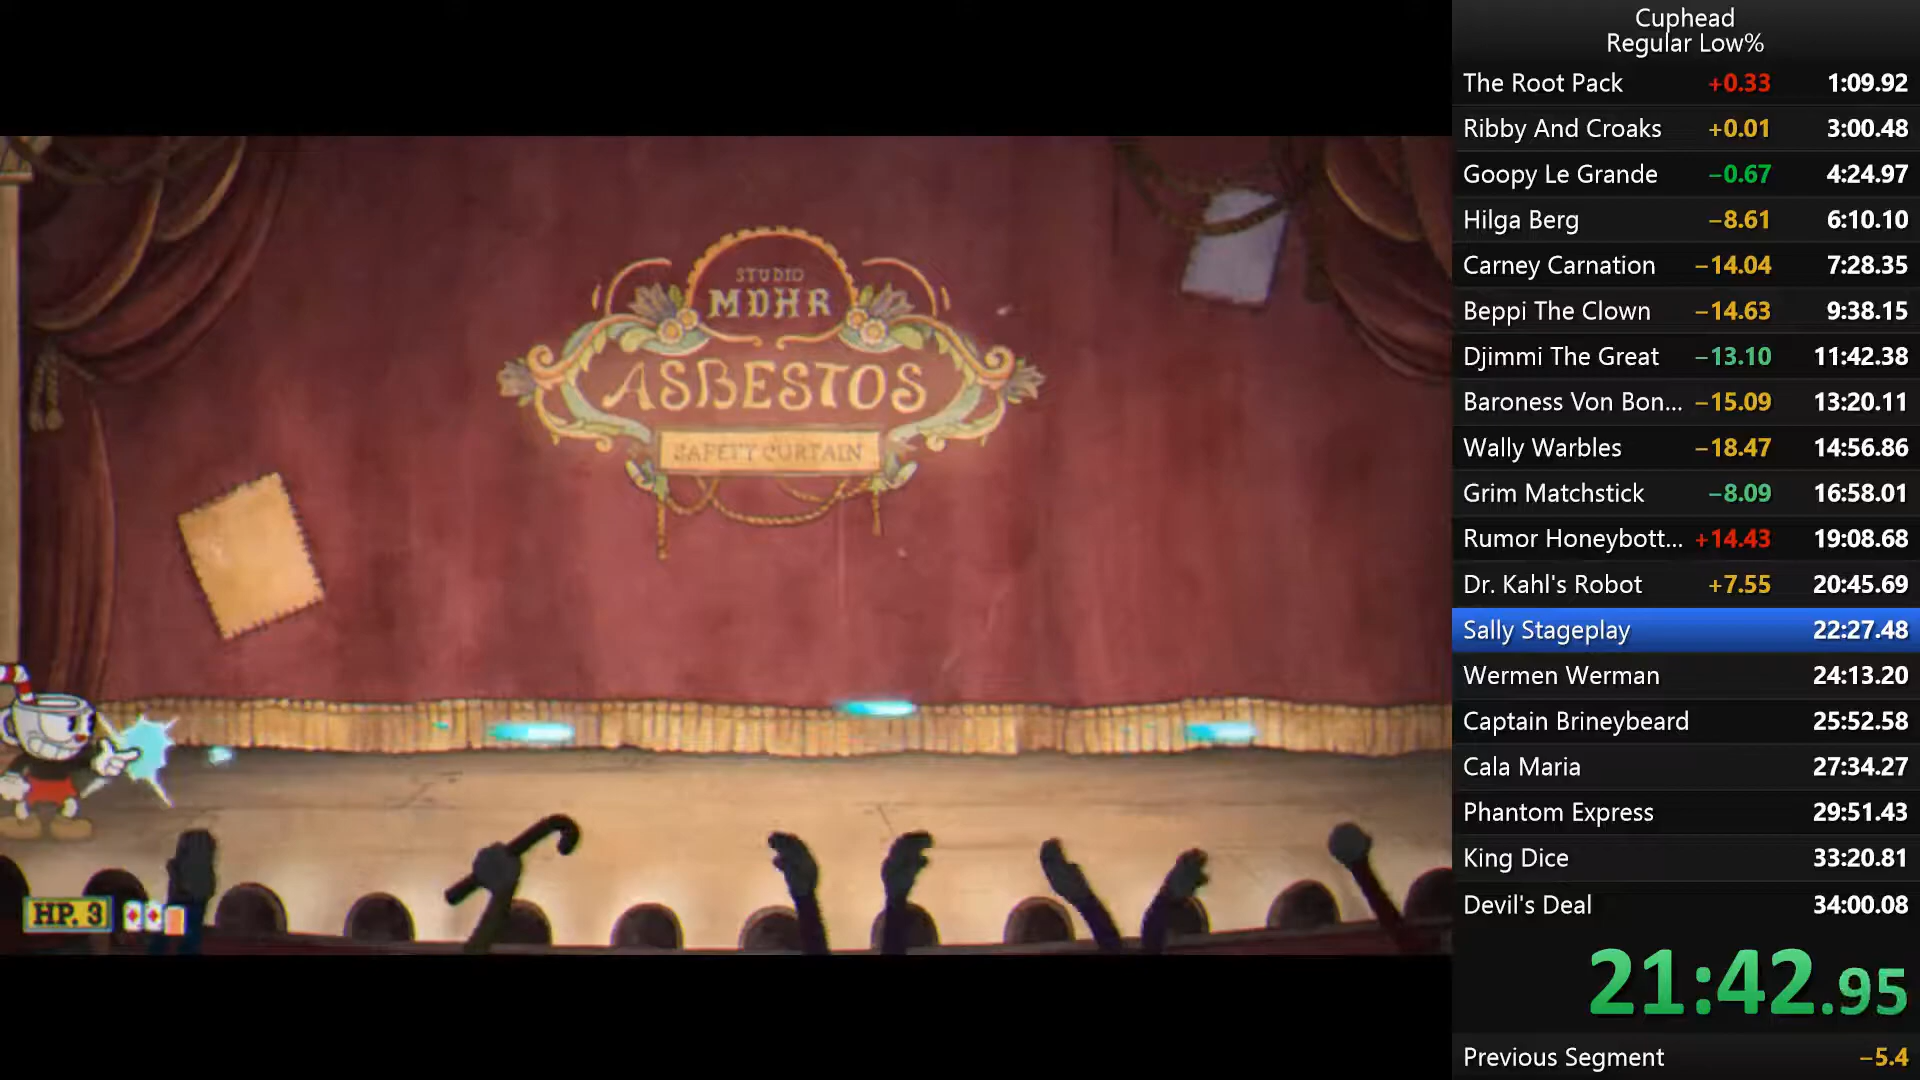 Cuphead
Regular Low%
The Root Pack +0.33 1:09.92
Ribby And Croaks +0.01 3:00.48
Goopy Le Grande −0.67 4:24.97
Hilga Berg −8.61 6:10.10
Carney Carnation −14.04 7:28.35
Beppi The Clown −14.63 9:38.15
Djimmi The Great −13.10 11:42.38
Baroness Von Bon... −15.09 13:20.11
Wally Warbles −18.47 14:56.86
Grim Matchstick −8.09 16:58.01
Rumor Honeybott... +14.43 19:08.68
Dr. Kahl's Robot +7.55 20:45.69
Sally Stageplay 22:27.48
Wermen Werman 24:13.20
Captain Brineybeard 25:52.58
Cala Maria 27:34.27
Phantom Express 29:51.43
King Dice 33:20.81
Devil's Deal 34:00.08
21:42.95
Previous Segment −5.4
STUDIO
MDHR
ASBESTOS
SAFETY CURTAIN
HP. 3